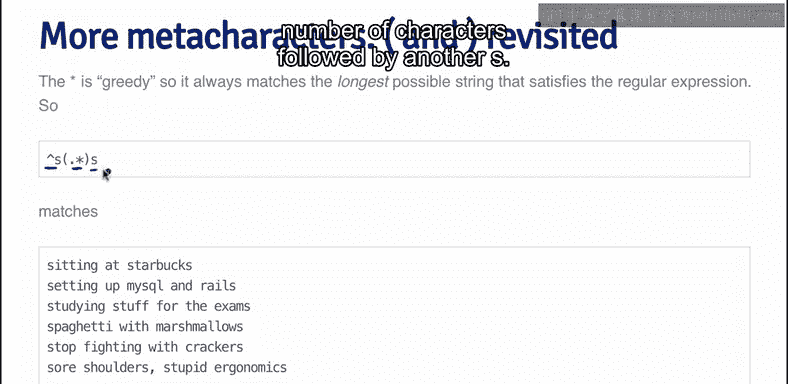 More metacharacters: ( and ) revisited
number of characters
followed by another s.
The * is “greedy” so it always matches the longest possible string that satisfies the regular expression.
So
^s(.*)s
matches
sitting at starbucks
setting up mysql and rails
studying stuff for the exams
spaghetti with marshmallows
stop fighting with crackers
sore shoulders, stupid ergonomics